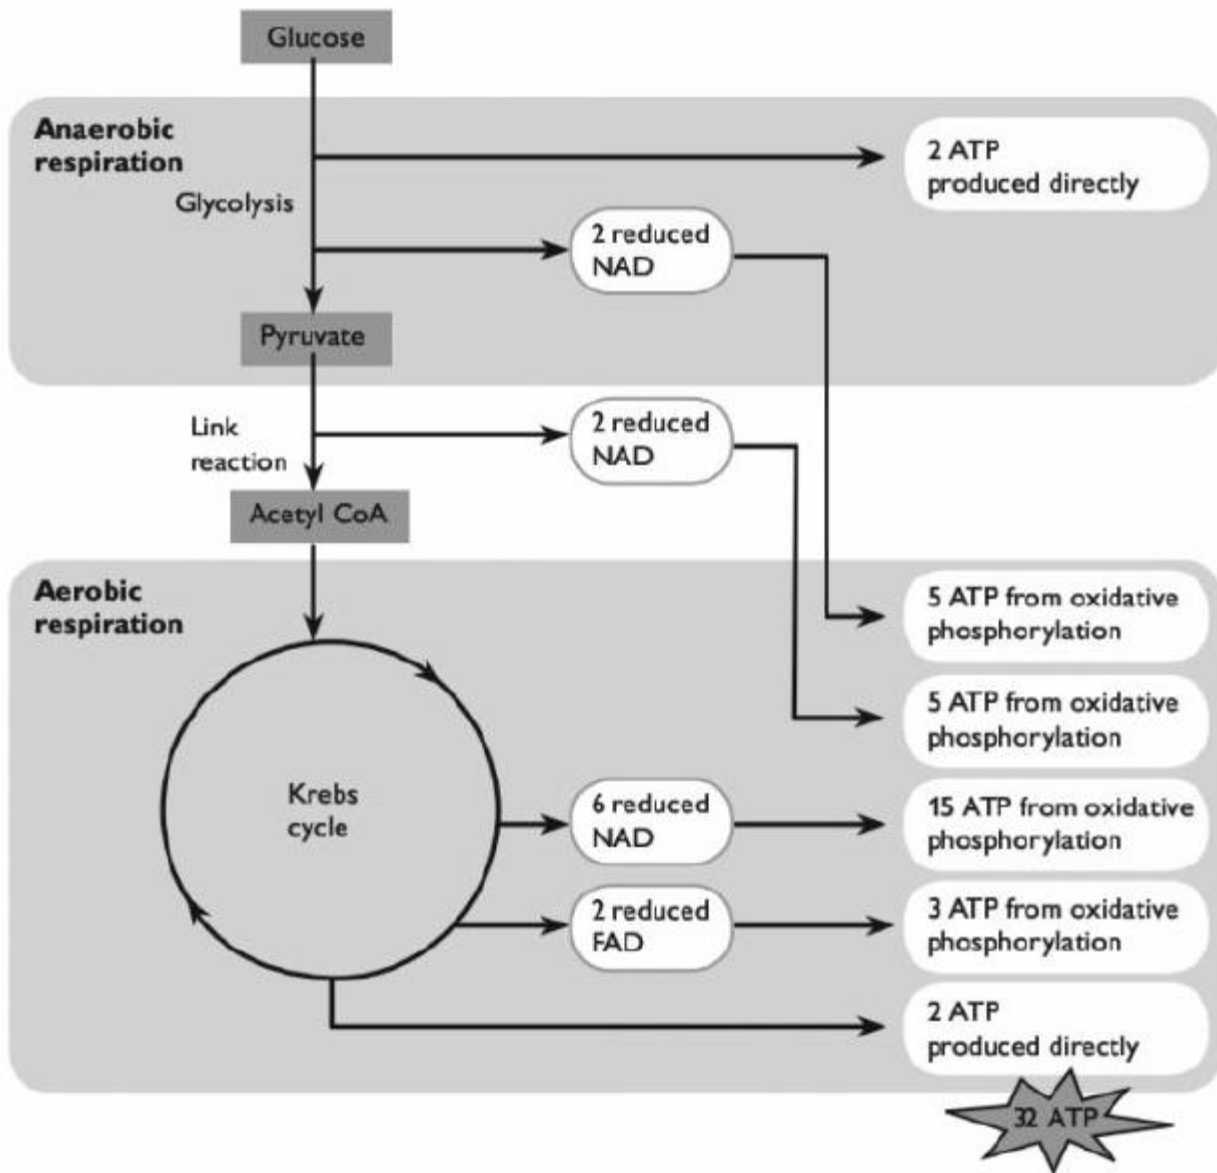 Glucose
Anaerobic
respiration
2 ATP
produced directly
Glycolysis
2 reduced
NAD
Pyruvate
Link
reaction
2 reduced
NAD
Acetyl CoA
Aerobic
respiration
5 ATP from oxidative
phosphorylation
5 ATP from oxidative
phosphorylation
Krebs
cycle
6 reduced
NAD
15 ATP from oxidative
phosphorylation
2 reduced
FAD
3 ATP from oxidative
phosphorylation
2 ATP
produced directly
32 ATP